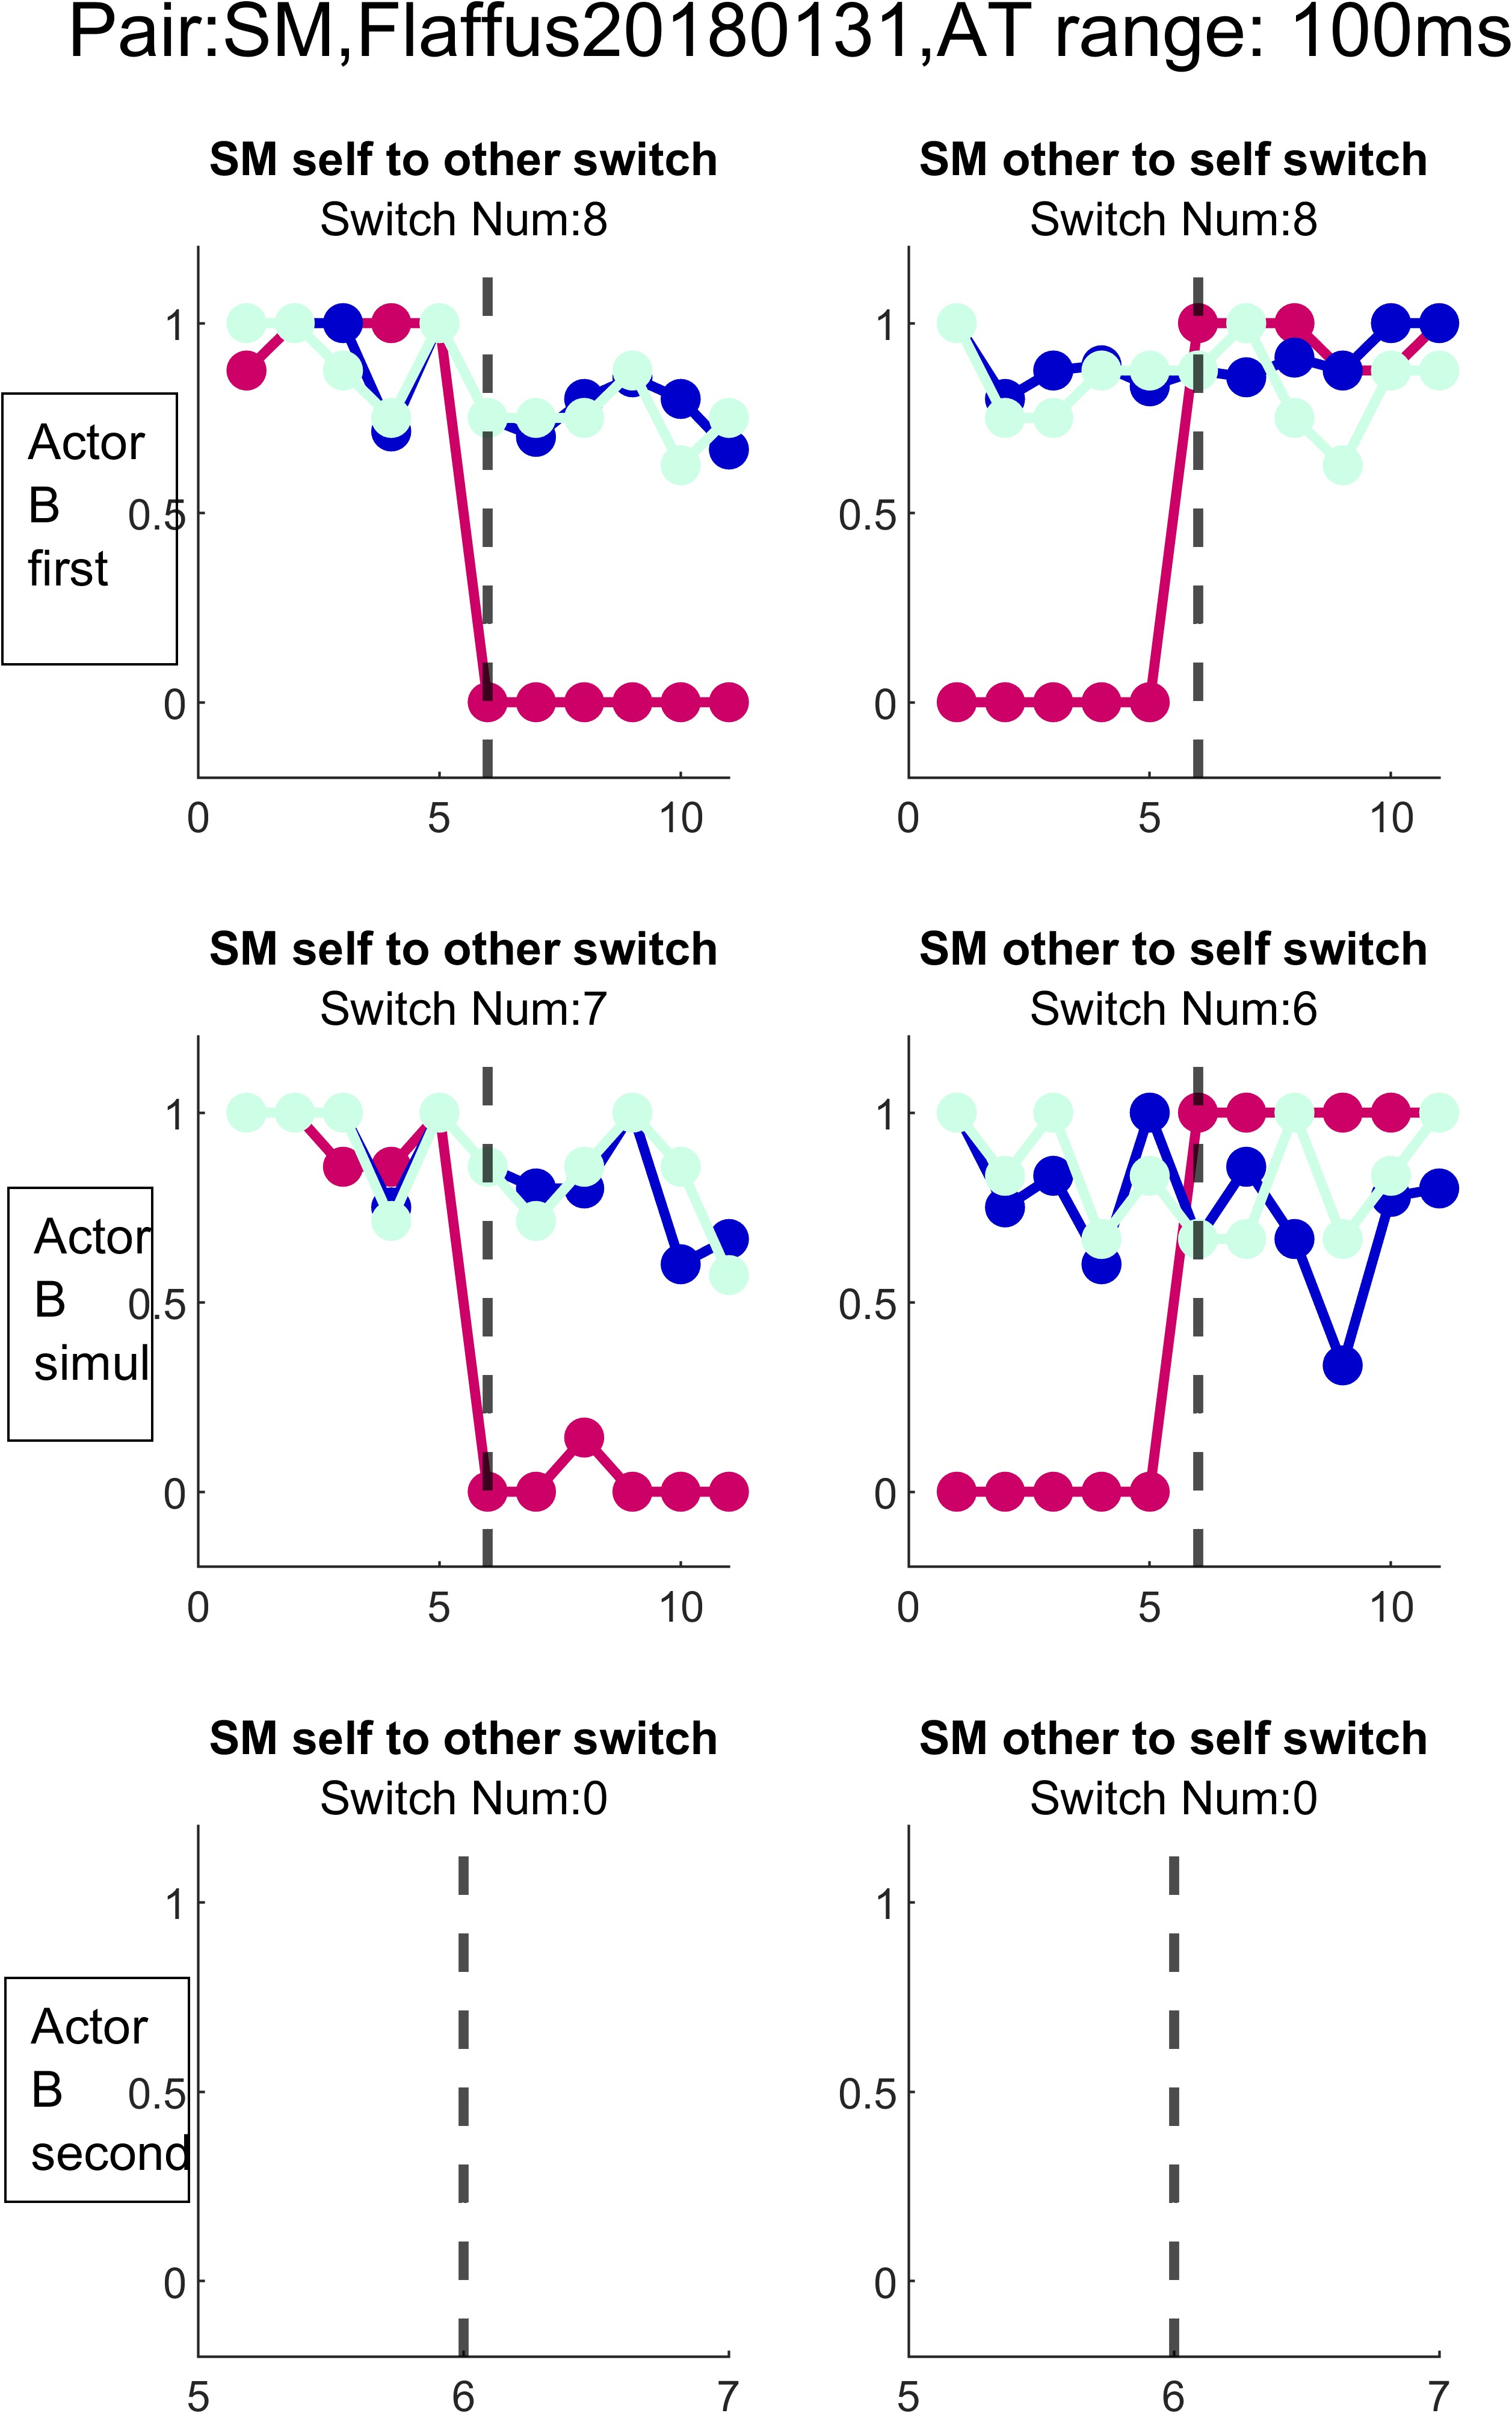 Pair:SM,Flaffus20180131,AT range: 100ms
SM self to other switch
Switch Num:8
SM other to self switch
Switch Num:8
Actor
B
first
1
0.5
0
0
5
10
1
0.5
0
0
5
10
SM self to other switch
Switch Num:7
SM other to self switch
Switch Num:6
Actor
B
simul
1
0.5
0
0
5
10
1
0.5
0
0
5
10
SM self to other switch
Switch Num:0
SM other to self switch
Switch Num:0
Actor
B
second
1
0.5
0
5
6
7
1
0.5
0
5
6
7